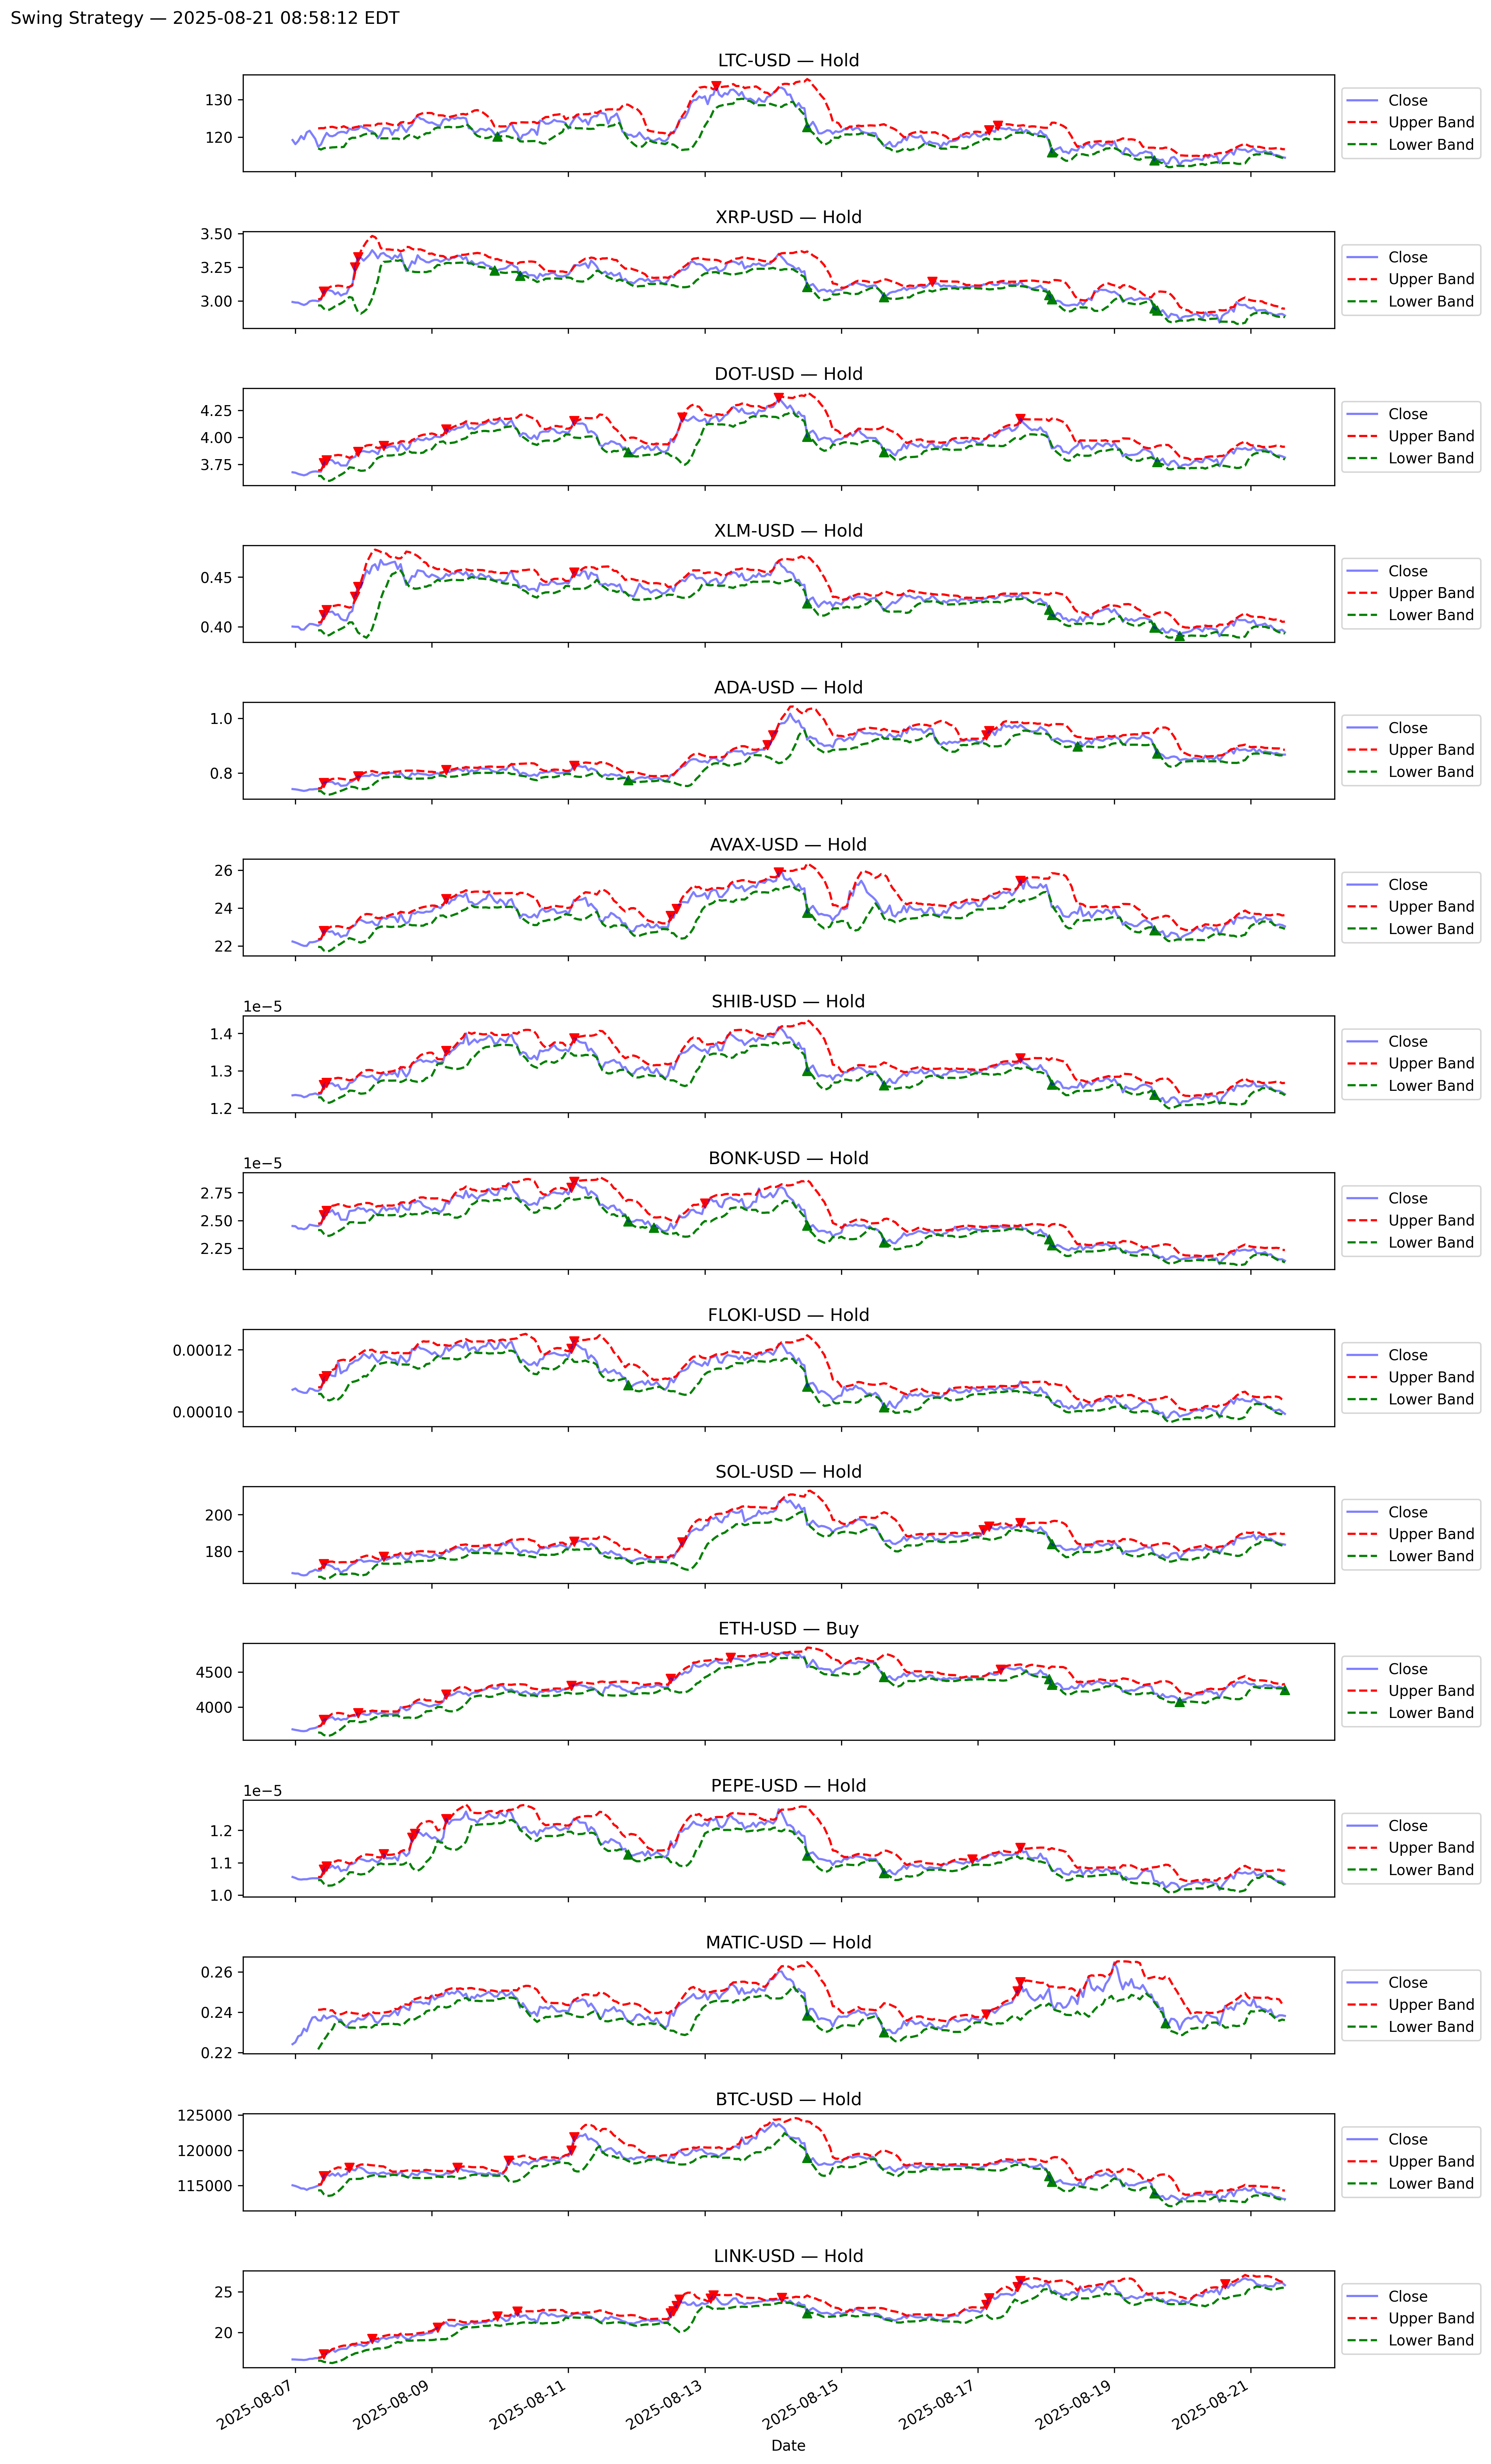 Swing Strategy — 2025-08-21 08:58:12 EDT
LTC-USD — Hold
130
120
Close
Upper Band
Lower Band
XRP-USD — Hold
3.50
3.25
3.00
Close
Upper Band
Lower Band
DOT-USD — Hold
4.25
4.00
3.75
Close
Upper Band
Lower Band
XLM-USD — Hold
0.45
0.40
Close
Upper Band
Lower Band
ADA-USD — Hold
1.0
0.8
Close
Upper Band
Lower Band
AVAX-USD — Hold
26
24
22
Close
Upper Band
Lower Band
SHIB-USD — Hold
1e−5
1.4
1.3
1.2
Close
Upper Band
Lower Band
BONK-USD — Hold
1e−5
2.75
2.50
2.25
Close
Upper Band
Lower Band
FLOKI-USD — Hold
0.00012
0.00010
Close
Upper Band
Lower Band
SOL-USD — Hold
200
180
Close
Upper Band
Lower Band
ETH-USD — Buy
4500
4000
Close
Upper Band
Lower Band
PEPE-USD — Hold
1e−5
1.2
1.1
1.0
Close
Upper Band
Lower Band
MATIC-USD — Hold
0.26
0.24
0.22
Close
Upper Band
Lower Band
BTC-USD — Hold
125000
120000
115000
Close
Upper Band
Lower Band
LINK-USD — Hold
25
20
Close
Upper Band
Lower Band
2025-08-07
2025-08-09
2025-08-11
2025-08-13
2025-08-15
2025-08-17
2025-08-19
2025-08-21
Date